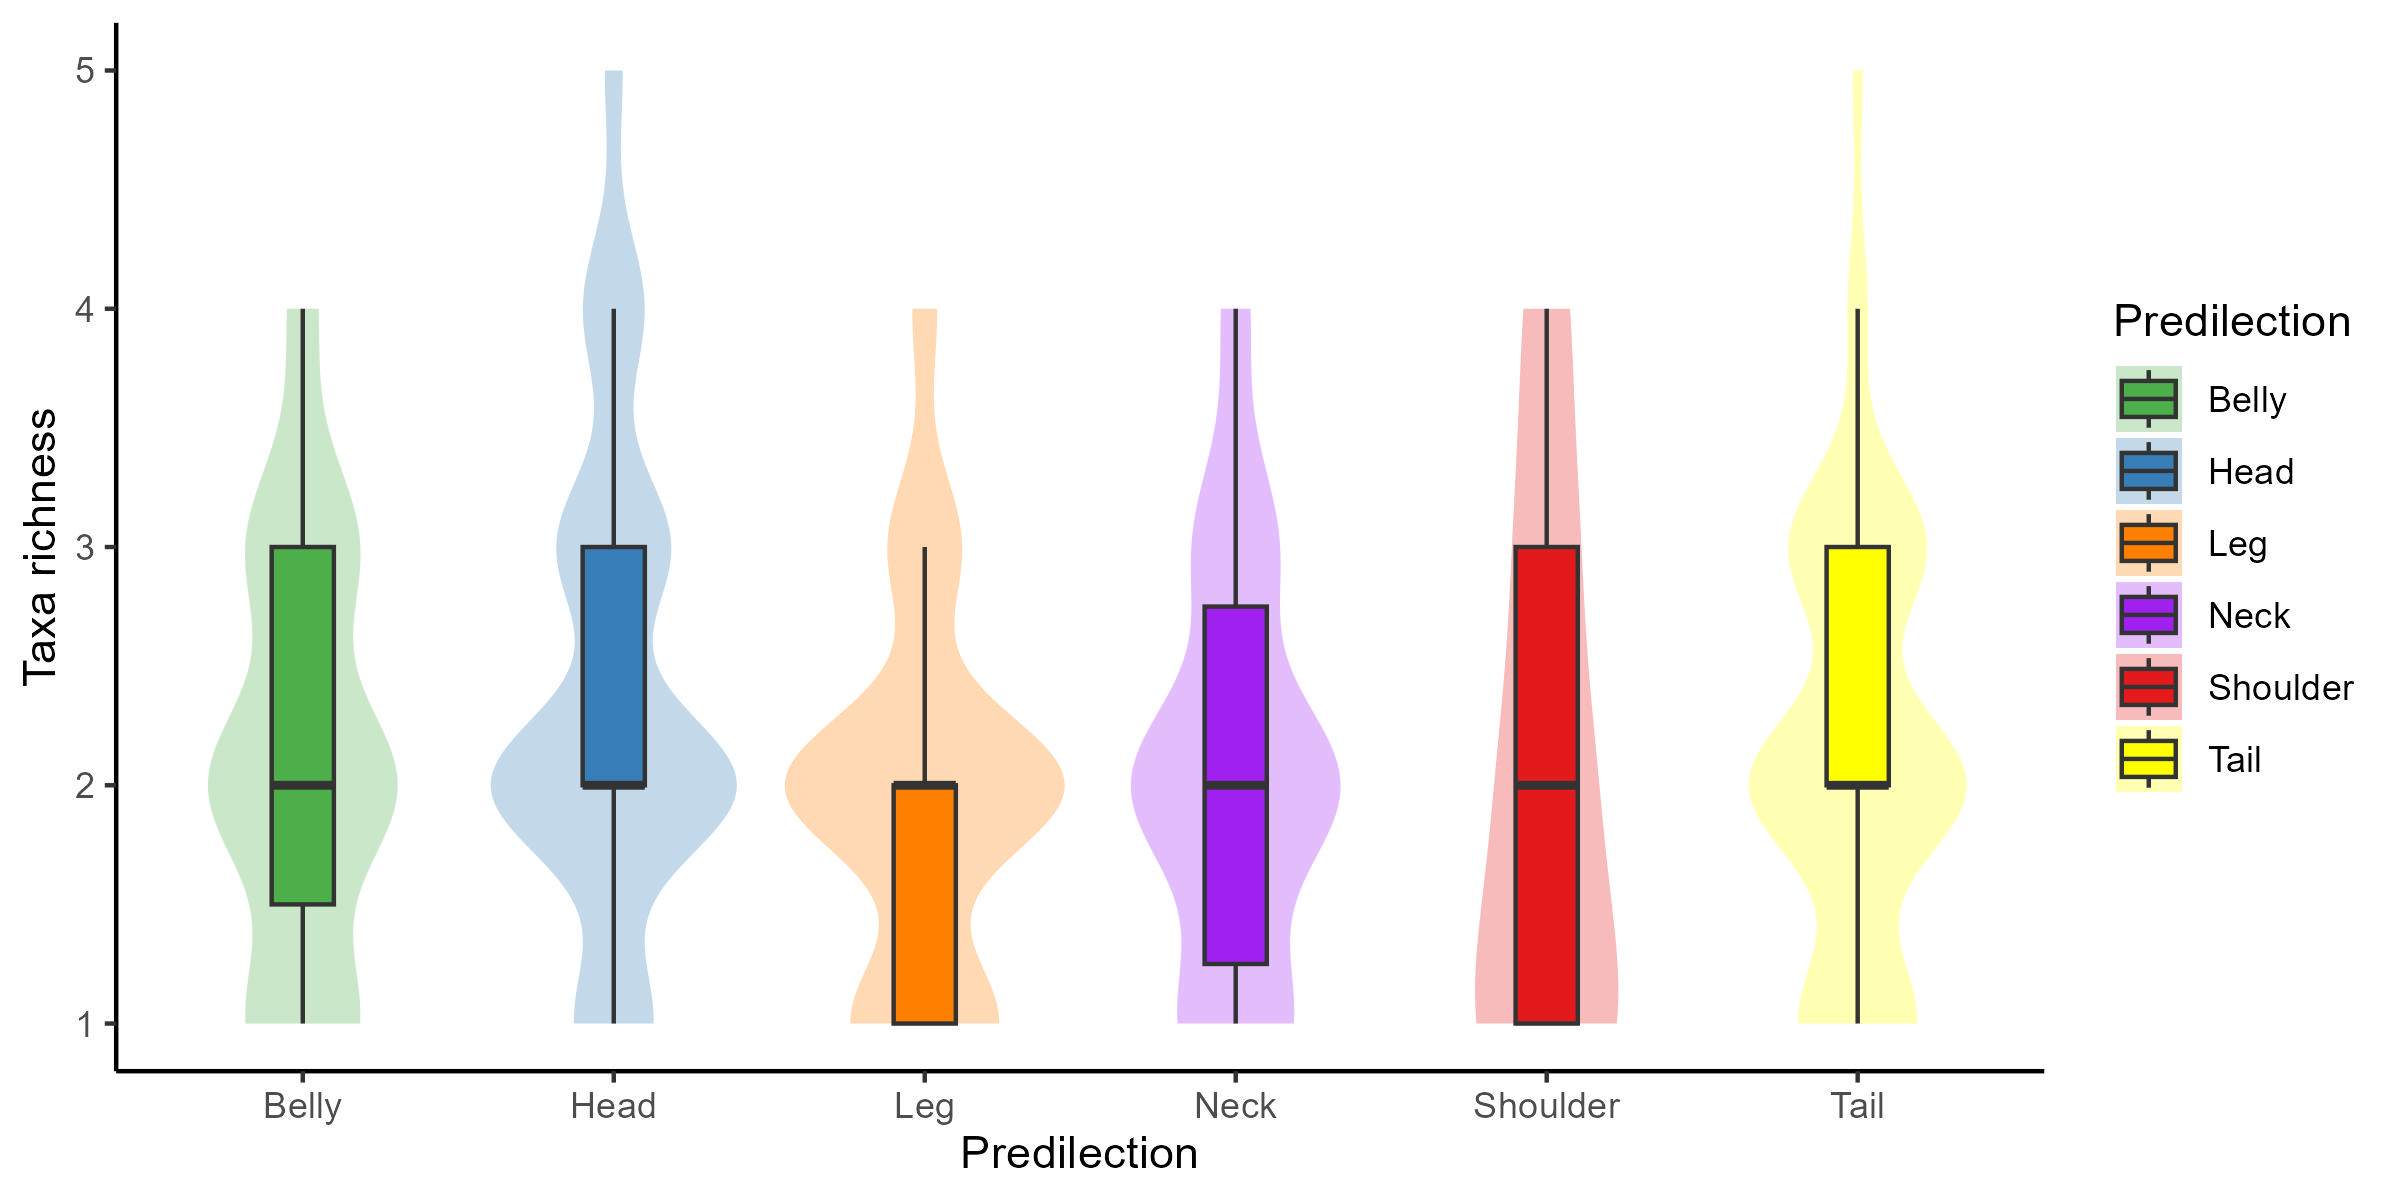 Taxa richness
5
4
3
2
1
Belly
Head
Leg
Neck
Shoulder
Tail
Predilection
Predilection
Belly
Head
Leg
Neck
Shoulder
Tail